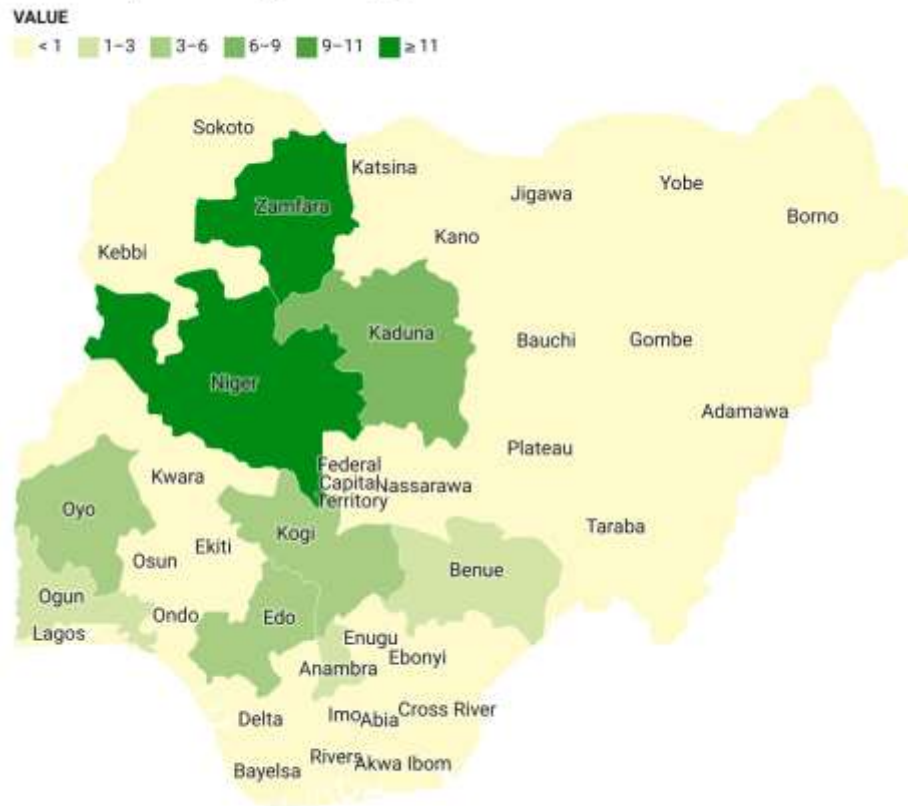 VALUE
< 1 1–3 3–6 6–9 9–11 ≥ 11
Sokoto
Katsina
Jigawa
Yobe
Zamfara
Borno
Kano
Kebbi
Kaduna
Bauchi
Gombe
Niger
Adamawa
Plateau
Federal
Capital
Territory
Nassarawa
Kwara
Oyo
Taraba
Kogi
Ekiti
Osun
Benue
Ogun
Ondo
Edo
Lagos
Enugu
Ebonyi
Anambra
Cross River
Delta
Imo
Abia
Rivers
Akwa Ibom
Bayelsa